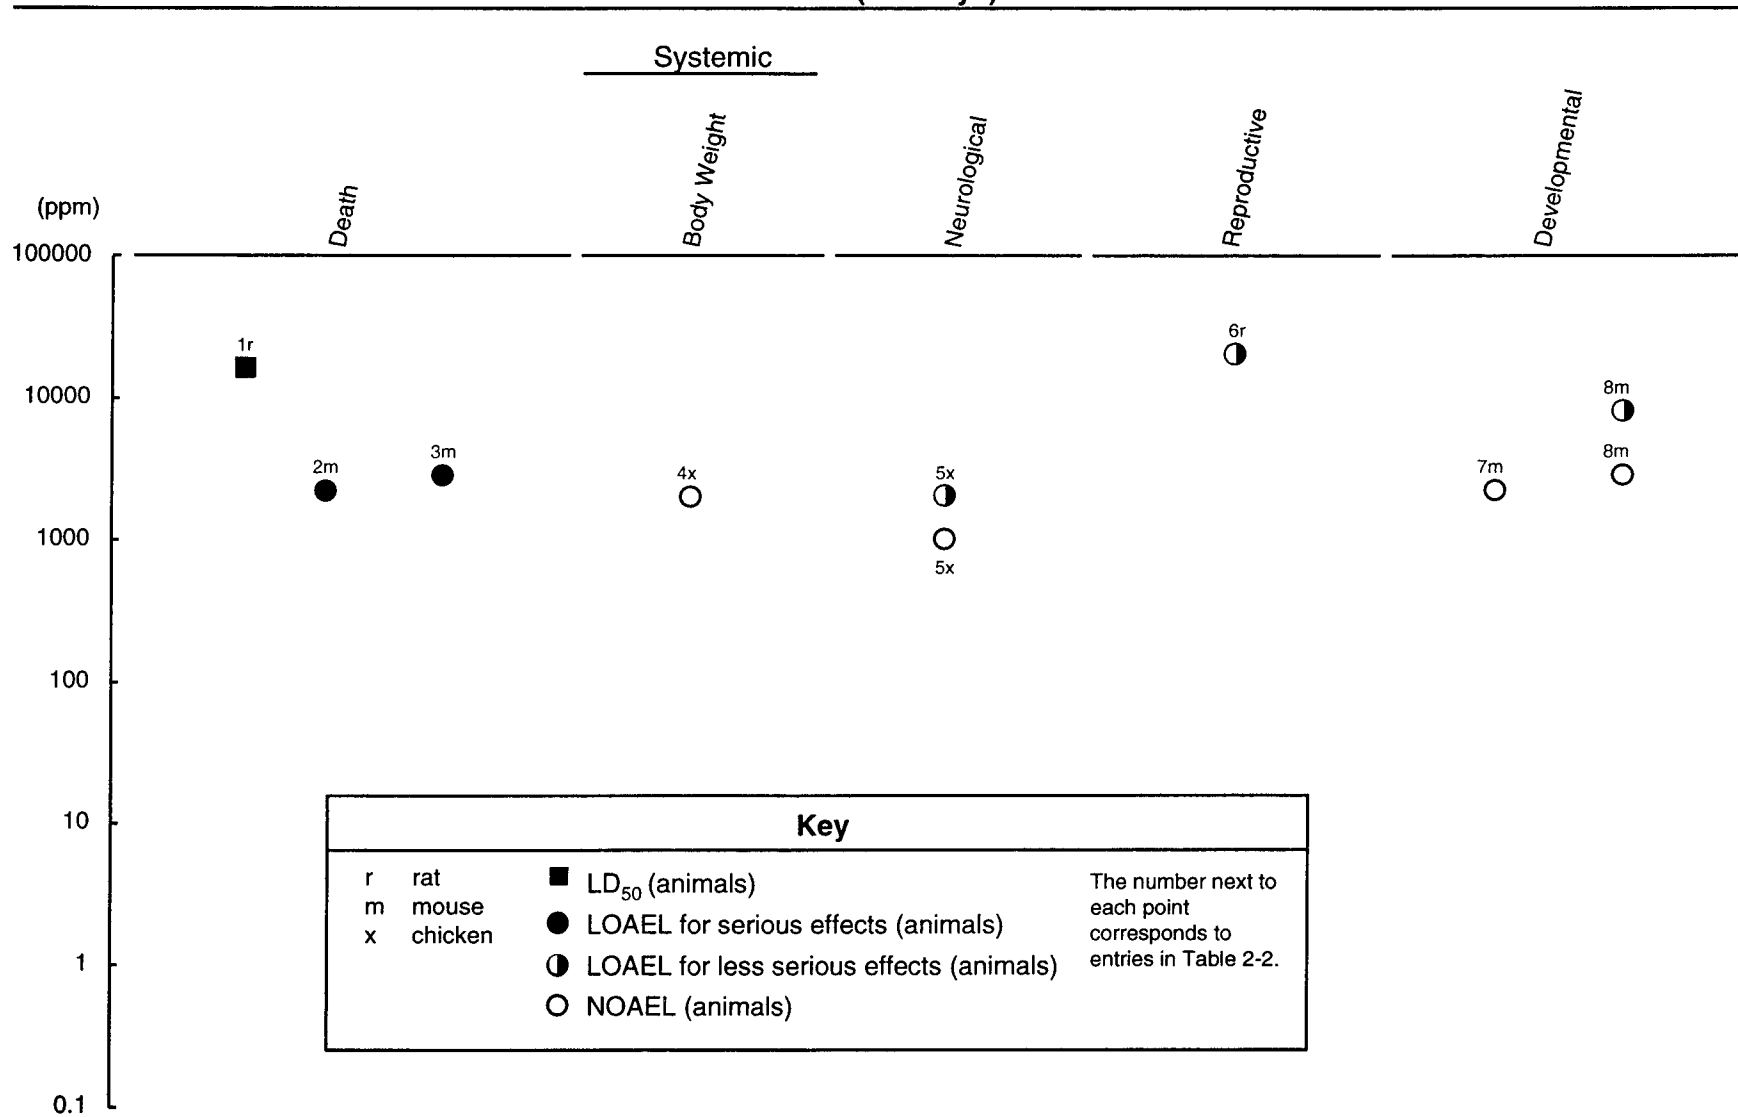 Systemic
Death
Body Weight
Neurological
Reproductive
Developmental
(ppm)
100000
10000
1000
100
10
1
0.1
1r
2m
3m
4x
5x
5x
6r
7m
8m
8m
Key
r rat
m mouse
x chicken
LD50 (animals)
LOAEL for serious effects (animals)
LOAEL for less serious effects (animals)
NOAEL (animals)
The number next to
each point
corresponds to
entries in Table 2-2.